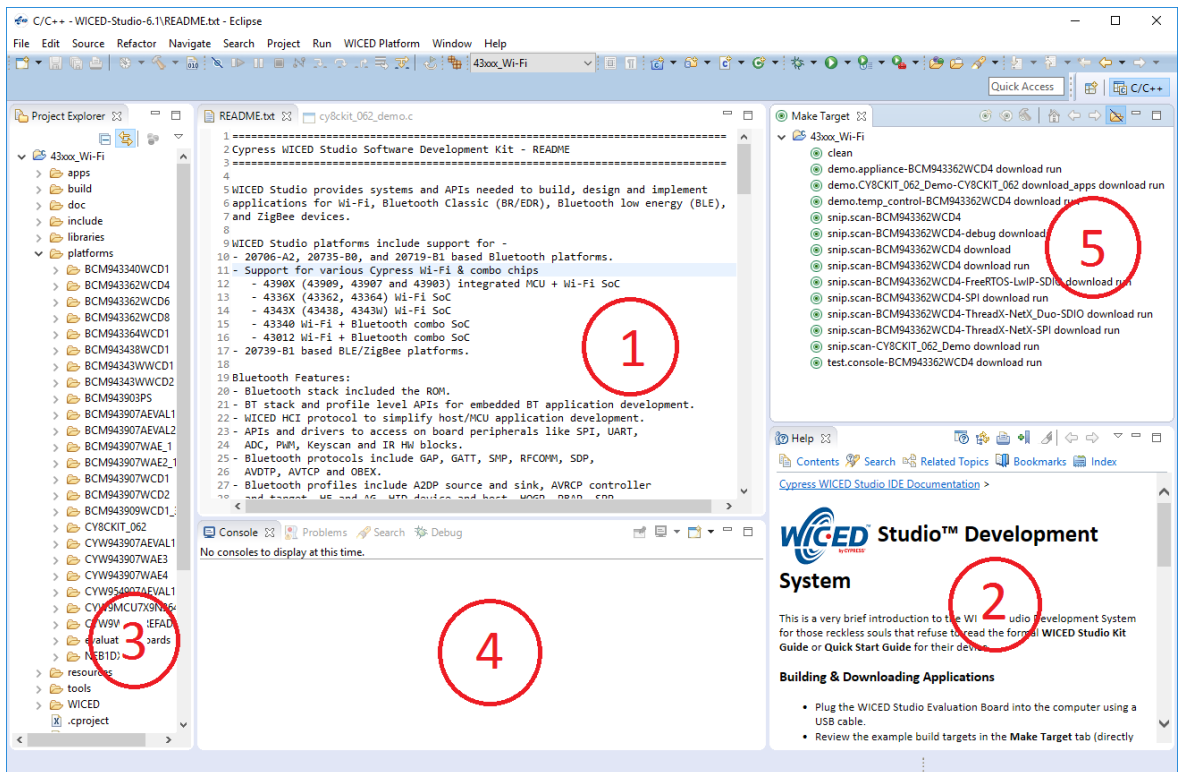 C/C++ - WICED-Studio-6.1\README.txt - Eclipse
File Edit Source Refactor Navigate Search Project Run WICED Platform Window Help
43xxx_Wi-Fi
Quick Access
C/C++
Project Explorer
43xxx_Wi-Fi
apps
build
doc
include
libraries
platforms
BCM943340WCD1
BCM943362WCD4
BCM943362WCD6
BCM943362WCD8
BCM943364WCD1
BCM943438WCD1
BCM94343WWCD1
BCM94343WWCD2
BCM943903PS
BCM943907AEVAL1
BCM943907AEVAL2
BCM943907WAE_1
BCM943907WAE2_1
BCM943907WCD1
BCM943907WCD2
BCM943909WCD1_
CY8CKIT_062
CYW943907AEVAL1
CYW943907WAE3
CYW943907WAE4
CYW954907AEVAL1
resources
tools
WICED
.cproject
3
README.txt cy8ckit_062_demo.c
1 =========================================================================
2 Cypress WICED Studio Software Development Kit - README
3 =========================================================================
4
5 WICED Studio provides systems and APIs needed to build, design and implement
6 applications for Wi-Fi, Bluetooth Classic (BR/EDR), Bluetooth low energy (BLE),
7 and ZigBee devices.
8
9 WICED Studio platforms include support for -
10 - 20706-A2, 20735-B0, and 20719-B1 based Bluetooth platforms.
11 - Support for various Cypress Wi-Fi & combo chips
12 - 4390X (43909, 43907 and 43903) integrated MCU + Wi-Fi SoC
13 - 4336X (43362, 43364) Wi-Fi SoC
14 - 4343X (43438, 4343W) Wi-Fi SoC
15 - 43340 Wi-Fi + Bluetooth combo SoC
16 - 43012 Wi-Fi + Bluetooth combo SoC
17 - 20739-B1 based BLE/ZigBee platforms.
18
19 Bluetooth Features:
20 - Bluetooth stack included the ROM.
21 - BT stack and profile level APIs for embedded BT application development.
22 - WICED HCI protocol to simplify host/MCU application development.
23 - APIs and drivers to access on board peripherals like SPI, UART,
24 ADC, PWM, Keyscan and IR HW blocks.
25 - Bluetooth protocols include GAP, GATT, SMP, RFCOMM, SDP,
26 AVDTP, AVTCP and OBEX.
27 - Bluetooth profiles include A2DP source and sink, AVRCP controller
1
Console Problems Search Debug
No consoles to display at this time.
4
Make Target
43xxx_Wi-Fi
clean
demo.appliance-BCM943362WCD4 download run
demo.CY8CKIT_062_Demo-CY8CKIT_062 download_apps download run
demo.temp_control-BCM943362WCD4 download run
snip.scan-BCM943362WCD4
snip.scan-BCM943362WCD4-debug download
snip.scan-BCM943362WCD4 download
snip.scan-BCM943362WCD4 download run
snip.scan-BCM943362WCD4-FreeRTOS-LwIP-SDIO download run
snip.scan-BCM943362WCD4-SPI download run
snip.scan-BCM943362WCD4-ThreadX-NetX_Duo-SDIO download run
snip.scan-BCM943362WCD4-ThreadX-NetX-SPI download run
snip.scan-CY8CKIT_062_Demo download run
test.console-BCM943362WCD4 download run
5
Help
Contents Search Related Topics Bookmarks Index
Cypress WICED Studio IDE Documentation >
WICED by CYPRESS Studio™ Development
System
This is a very brief introduction to the WI udio Development System
for those reckless souls that refuse to read the formal WICED Studio Kit
Guide or Quick Start Guide for their
2
Building & Downloading Applications
• Plug the WICED Studio Evaluation Board into the computer using a
USB cable.
• Review the example build targets in the Make Target tab (directly